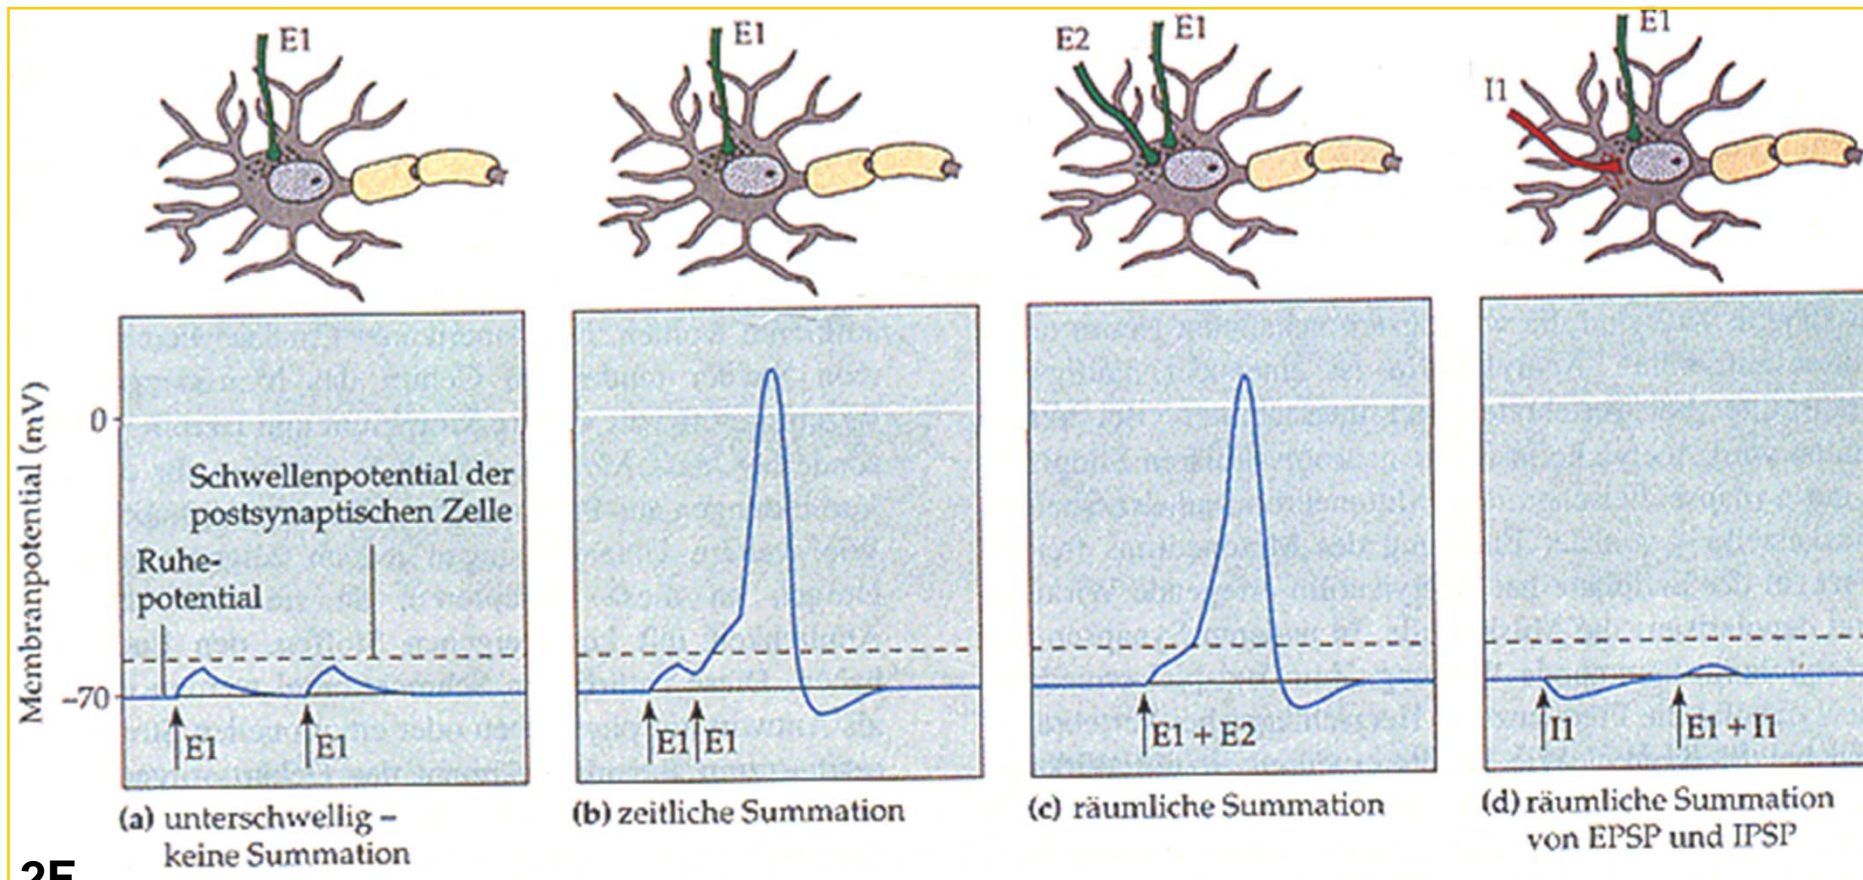 E1
E1
E2
E1
I1
E1
Membranpotential (mV)
0
-70
Schwellenpotential der
postsynaptischen Zelle
Ruhe-
potential
E1
E1
E1
E1
E1 + E2
I1
E1 + I1
(a) unterschwellig –
keine Summation
(b) zeitliche Summation
(c) räumliche Summation
(d) räumliche Summation
von EPSP und IPSP